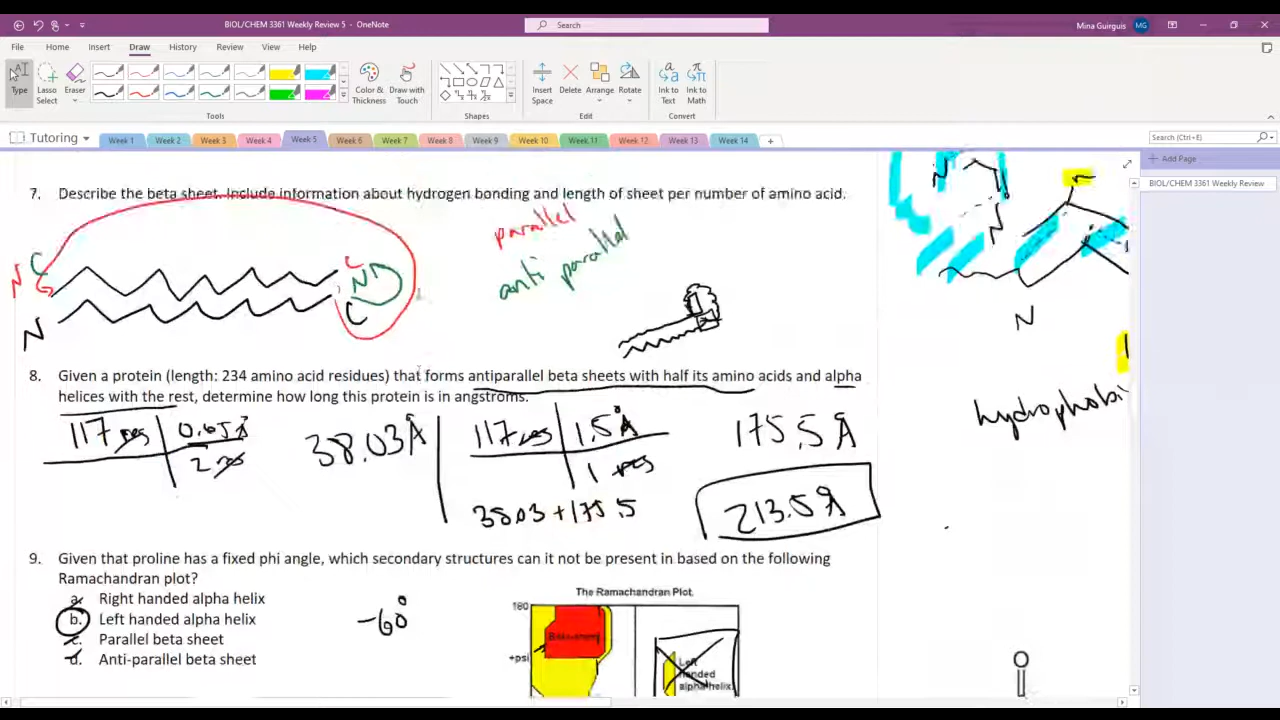 BIOL/CHEM 3361 Weekly Review 5 - OneNote
Search
Mina Guirguis MG
File Home Insert Draw History Review View Help
Type Lasso Select Eraser Color & Thickness Draw with Touch Insert Space Delete Arrange Rotate Ink to Text Ink to Math
Tools Shapes Edit Convert
Tutoring Week 1 Week 2 Week 3 Week 4 Week 5 Week 6 Week 7 Week 8 Week 9 Week 10 Week 11 Week 12 Week 13 Week 14 + Search (Ctrl+E)
Add Page
BIOL/CHEM 3361 Weekly Review
7. Describe the beta sheet. Include information about hydrogen bonding and length of sheet per number of amino acid.
parallel
anti parallel
N C
C N
N C
N
N
N
8. Given a protein (length: 234 amino acid residues) that forms antiparallel beta sheets with half its amino acids and alpha
helices with the rest, determine how long this protein is in angstroms.
hydrophobi
117 res 0.65Å 38.03Å 117 res 1.5Å 175.5Å
2 res 1 res
38.03 + 175.5 213.5Å
9. Given that proline has a fixed phi angle, which secondary structures can it not be present in based on the following
Ramachandran plot?
a. Right handed alpha helix
b. Left handed alpha helix
c. Parallel beta sheet
d. Anti-parallel beta sheet
-60°
The Ramachandran Plot.
180
+psi
Left
handed
alpha helix.
O